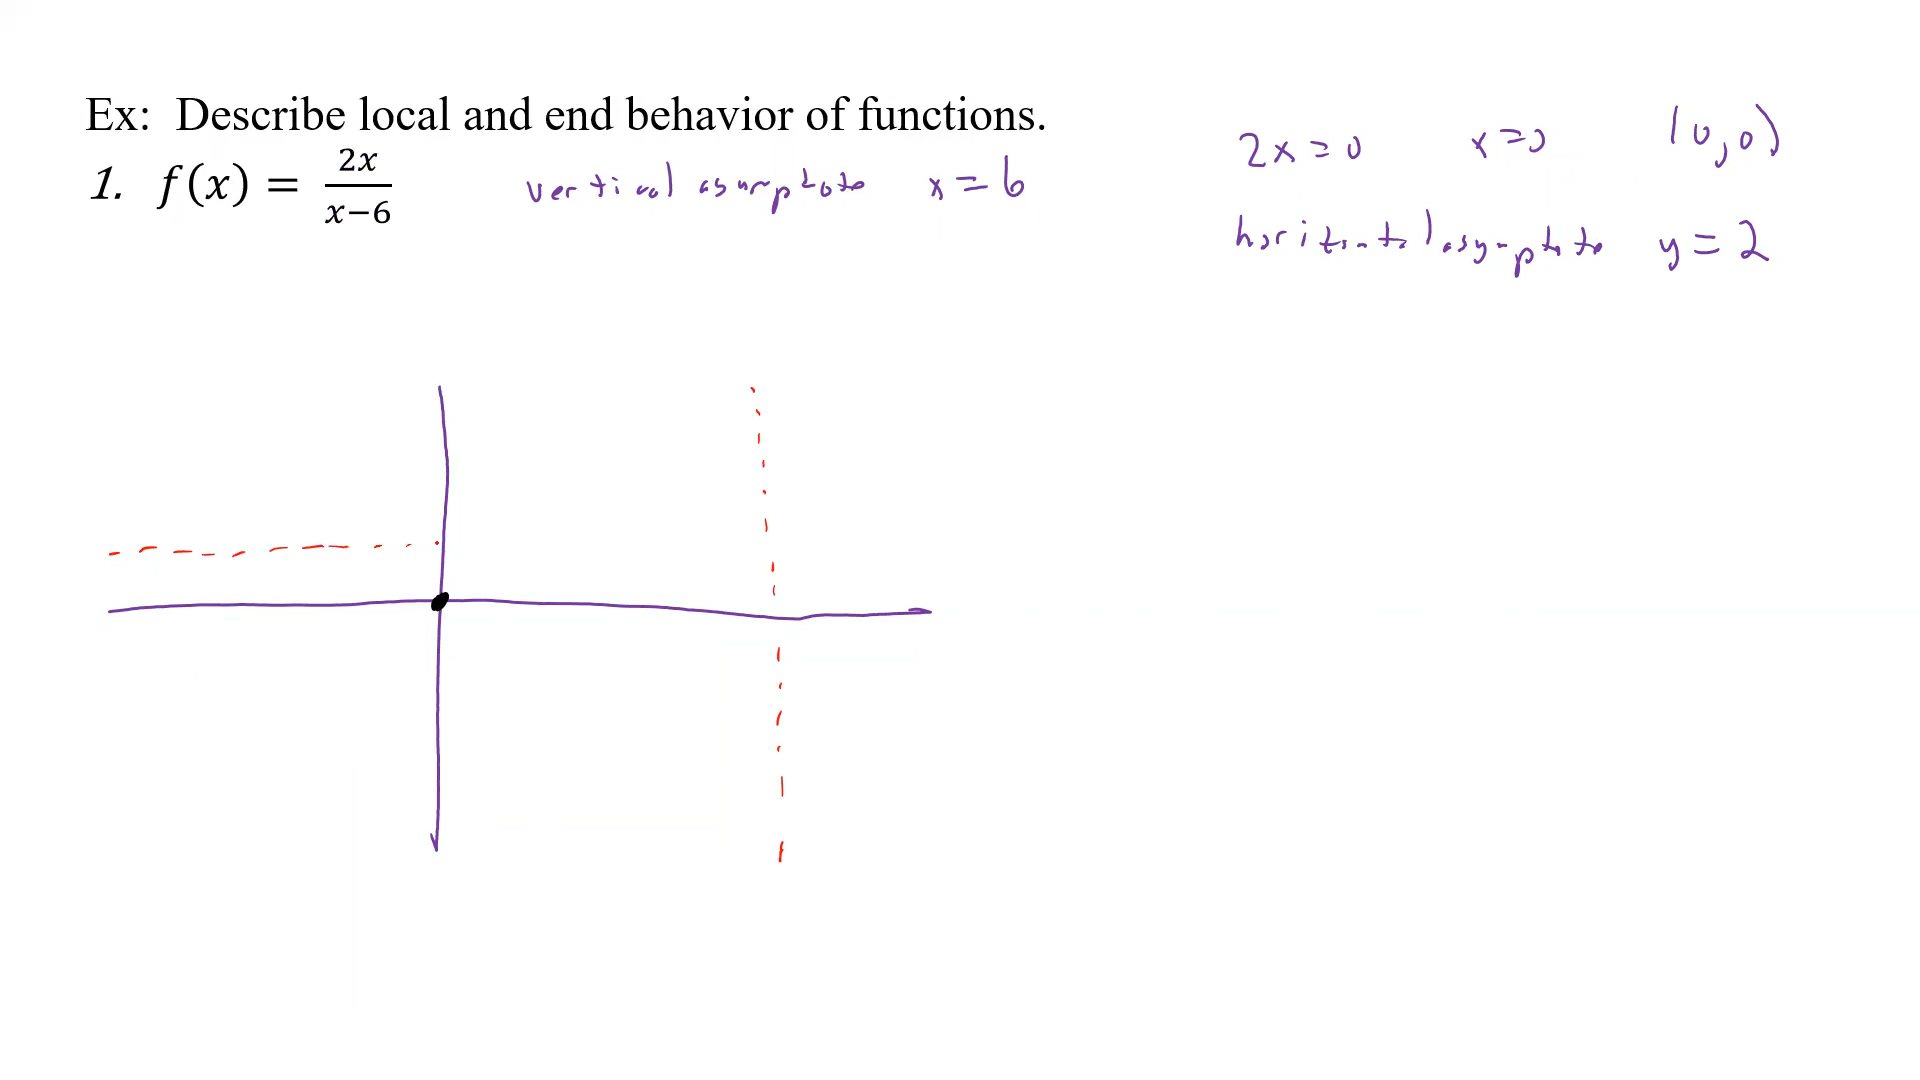 Ex: Describe local and end behavior of functions.
1. f(x) = 2x/(x−6)
vertical asymptote x = 6
2x = 0 x = 0 (0,0)
horizontal asymptote y = 2